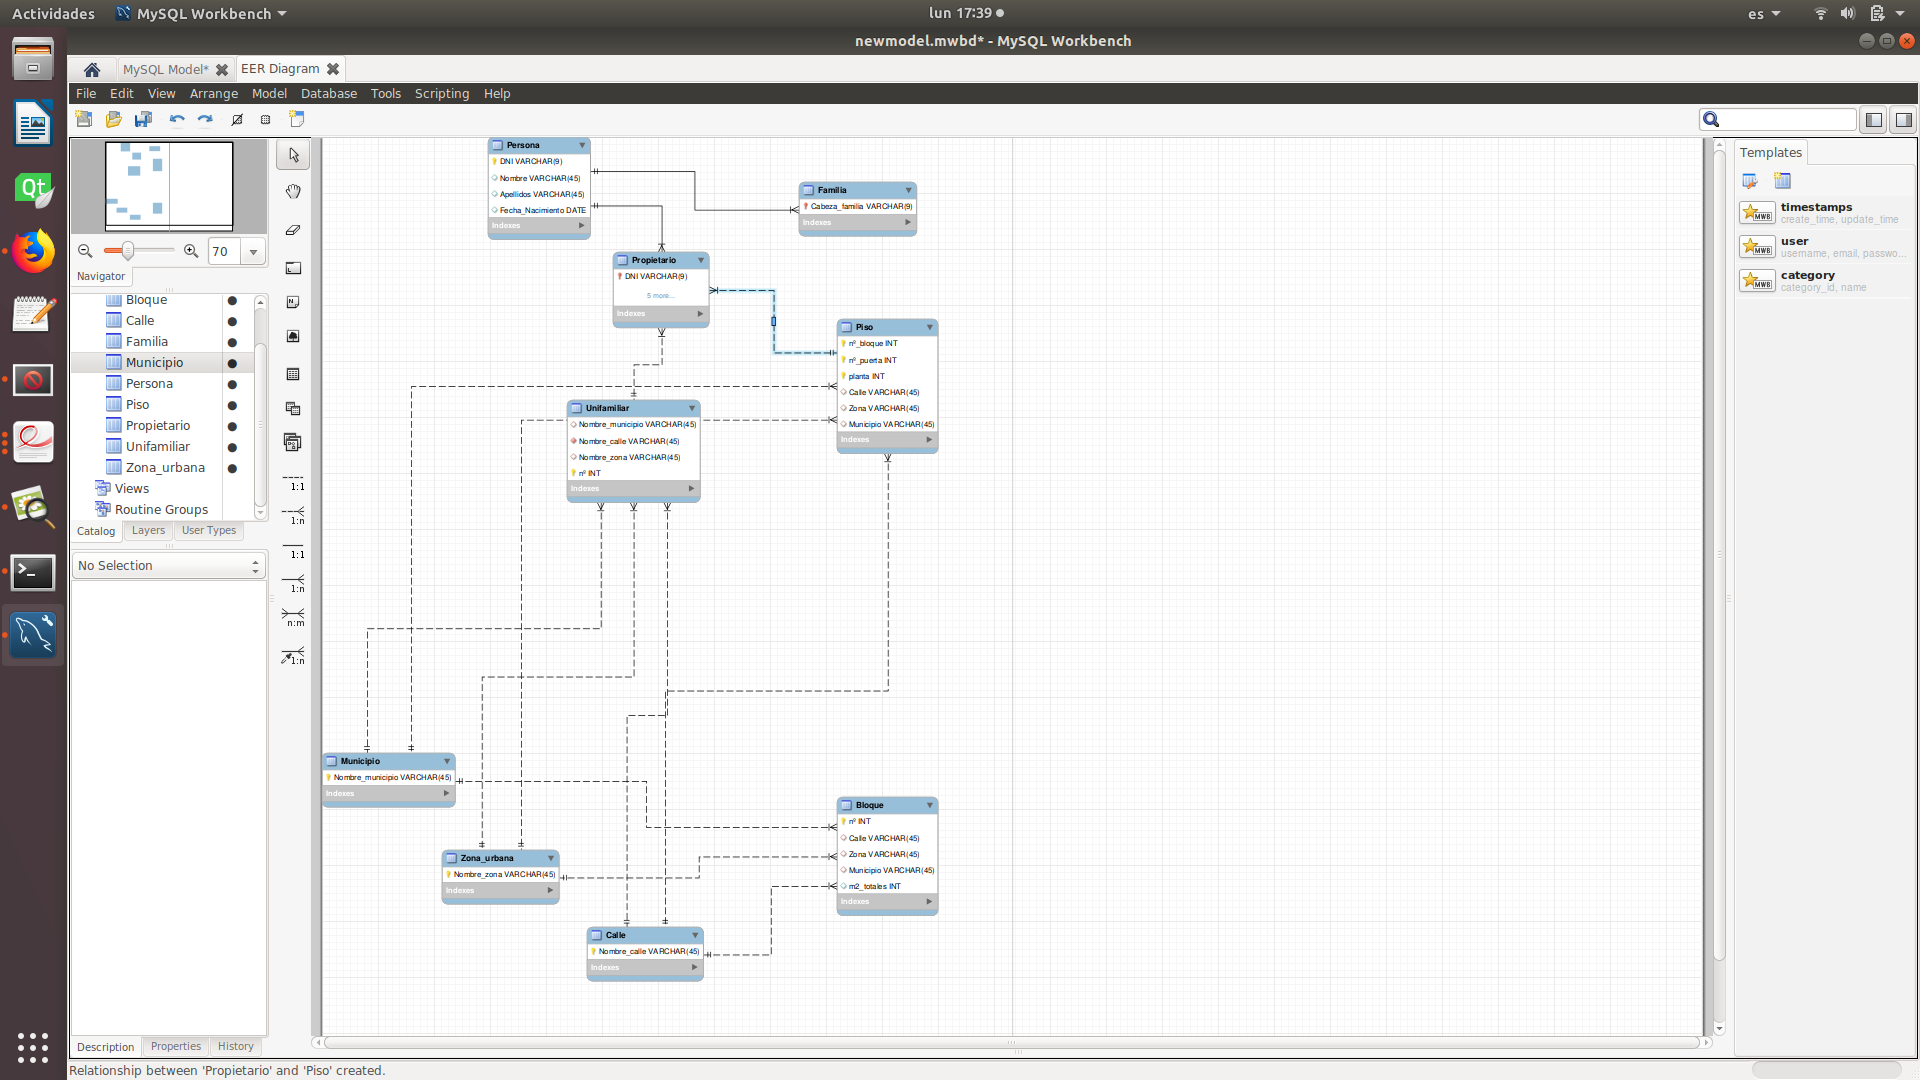 Actividades
MySQL Workbench
lun 17:39
es
newmodel.mwbd* - MySQL Workbench
MySQL Model*
EER Diagram
File Edit View Arrange Model Database Tools Scripting Help
70
Navigator
Bloque
Calle
Familia
Municipio
Persona
Piso
Propietario
Unifamiliar
Zona_urbana
Views
Routine Groups
Catalog
Layers
User Types
No Selection
Description
Properties
History
1:1
1:n
1:1
1:n
n:m
1:n
Persona
DNI VARCHAR(9)
Nombre VARCHAR(45)
Apellidos VARCHAR(45)
Fecha_Nacimiento DATE
Indexes
Familia
Cabeza_familia VARCHAR(9)
Indexes
Propietario
DNI VARCHAR(9)
5 more...
Indexes
Piso
nº_bloque INT
nº_puerta INT
planta INT
Calle VARCHAR(45)
Zona VARCHAR(45)
Municipio VARCHAR(45)
Indexes
Unifamiliar
Nombre_municipio VARCHAR(45)
Nombre_calle VARCHAR(45)
Nombre_zona VARCHAR(45)
nº INT
Indexes
Municipio
Nombre_municipio VARCHAR(45)
Indexes
Zona_urbana
Nombre_zona VARCHAR(45)
Indexes
Calle
Nombre_calle VARCHAR(45)
Indexes
Bloque
nº INT
Calle VARCHAR(45)
Zona VARCHAR(45)
Municipio VARCHAR(45)
m2_totales INT
Indexes
Templates
timestamps
create_time, update_time
user
username, email, passwo...
category
category_id, name
MWB
MWB
MWB
Qt
Relationship between 'Propietario' and 'Piso' created.